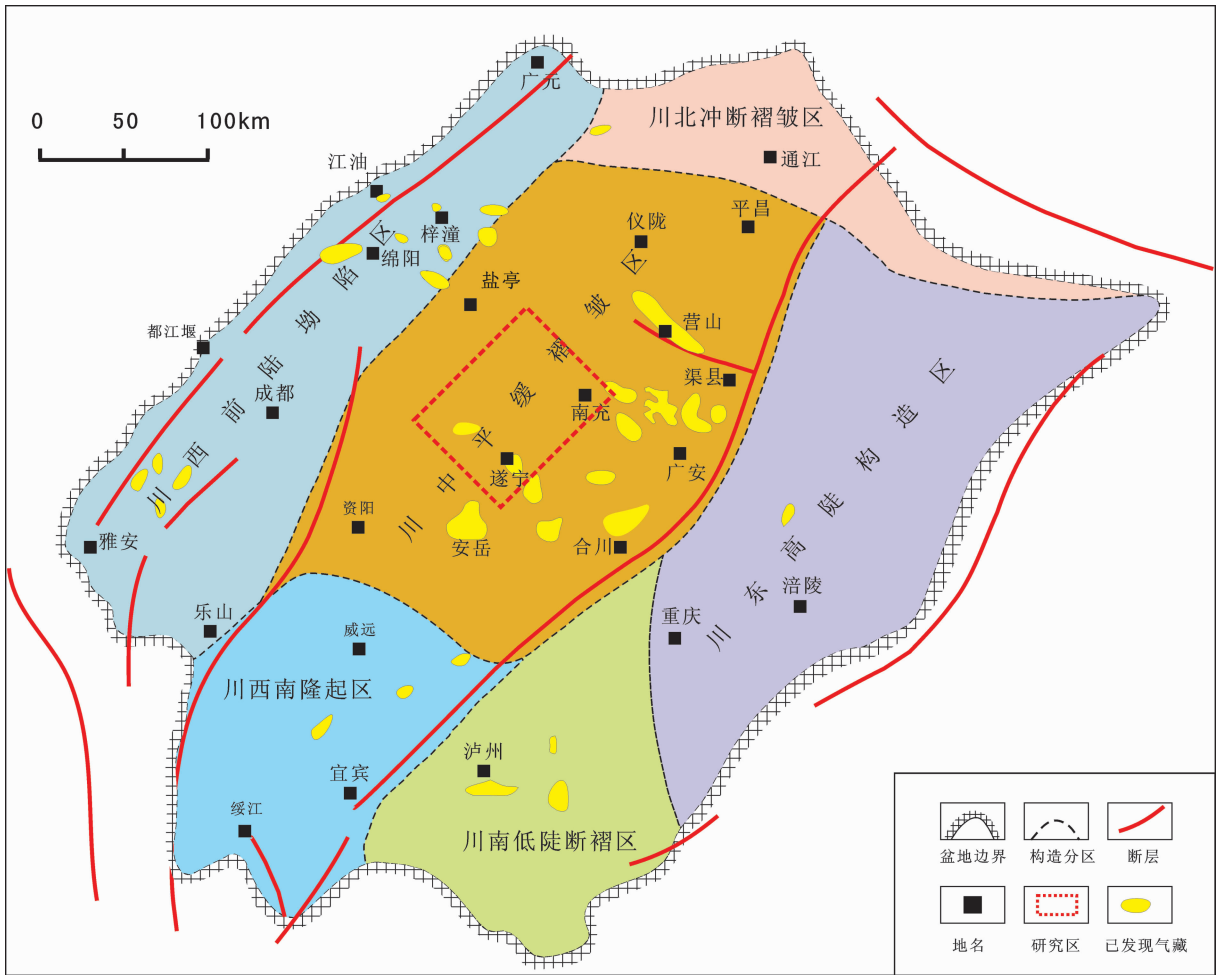 广元
0 50 100km
川北冲断褶皱区
通江
江油
梓潼
绵阳
仪陇
平昌
盐亭
营山
都江堰
成都
渠县
南充
川西前陆坳陷区
川中平缓褶皱区
川东高陡构造区
遂宁
广安
资阳
安岳
合川
雅安
涪陵
乐山
重庆
威远
川西南隆起区
泸州
宜宾
绥江
川南低陡断褶区
盆地边界 构造分区 断层
地名 研究区 已发现气藏